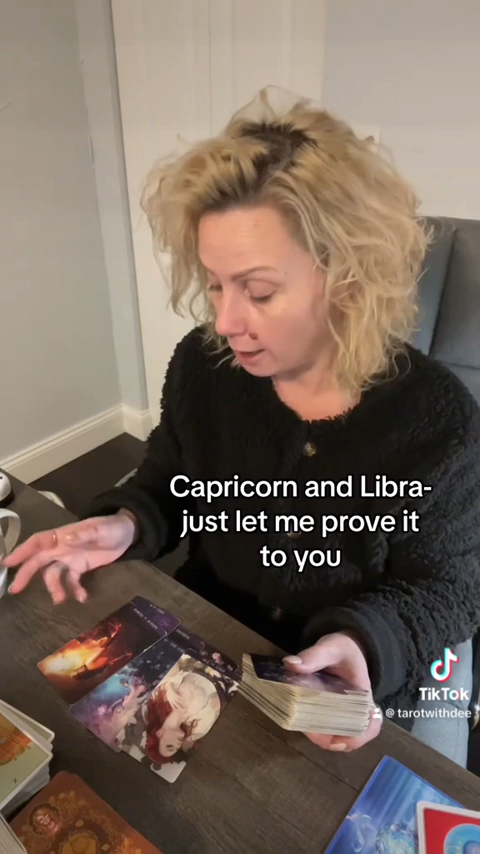 Capricorn and Libra-
just let me prove it
to you
TikTok
@ tarotwithdee